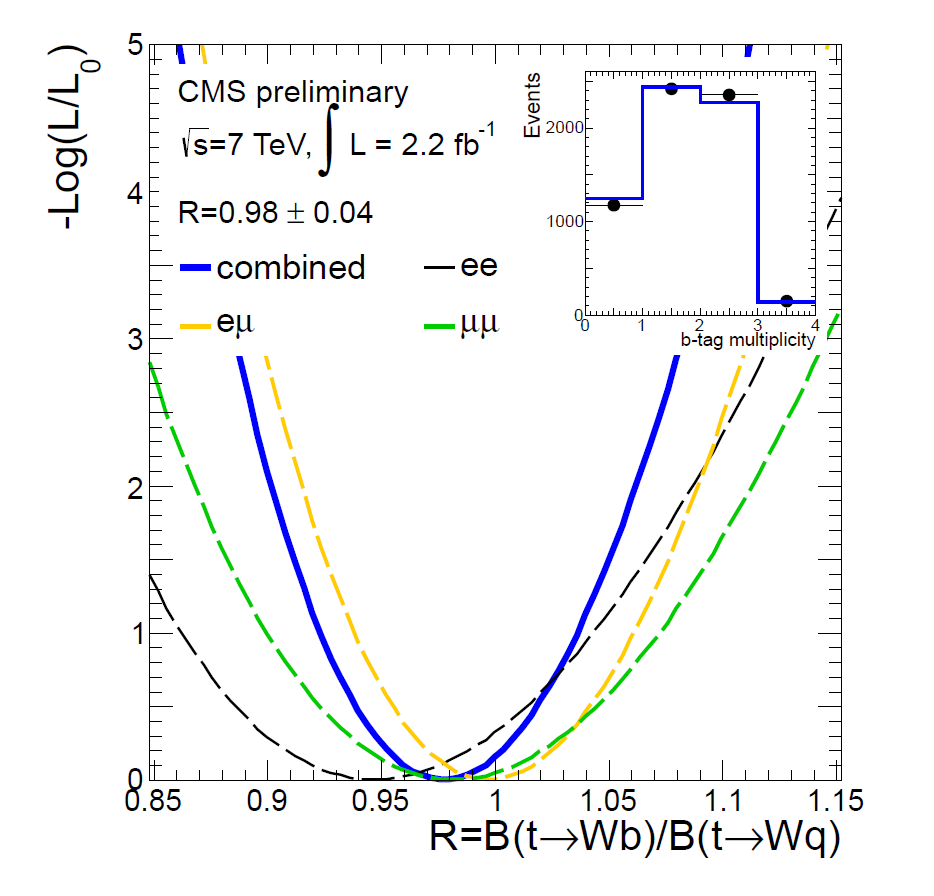 -Log(L/L0)
5
4
3
2
1
0
CMS preliminary
√s=7 TeV, ∫ L = 2.2 fb-1
R=0.98 ± 0.04
combined
ee
eμ
μμ
Events
2000
1000
0
0 1 2 3 4
b-tag multiplicity
0.85 0.9 0.95 1 1.05 1.1 1.15
R=B(t→Wb)/B(t→Wq)